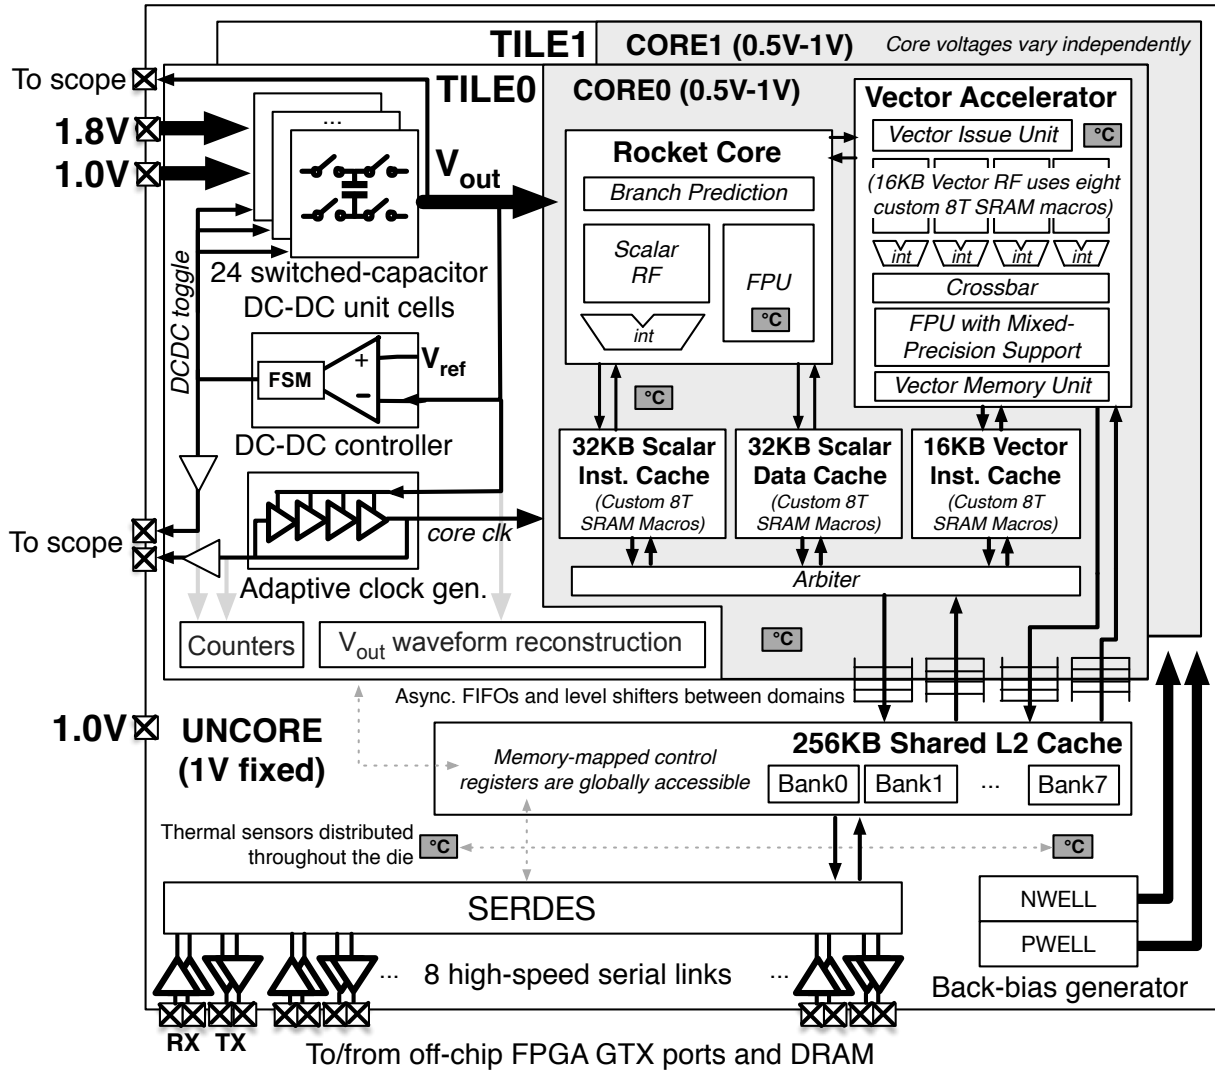 TILE1
CORE1 (0.5V-1V)
Core voltages vary independently
To scope
TILE0
CORE0 (0.5V-1V)
1.8V
1.0V
...
Vout
24 switched-capacitor
DC-DC unit cells
DCDC toggle
FSM
+
−
Vref
DC-DC controller
To scope
core clk
Adaptive clock gen.
Counters
Vout waveform reconstruction
Rocket Core
Branch Prediction
Scalar
RF
FPU
°C
int
Vector Accelerator
Vector Issue Unit
°C
(16KB Vector RF uses eight
custom 8T SRAM macros)
int
int
int
int
Crossbar
FPU with Mixed-
Precision Support
Vector Memory Unit
°C
32KB Scalar
Inst. Cache
(Custom 8T
SRAM Macros)
32KB Scalar
Data Cache
(Custom 8T
SRAM Macros)
16KB Vector
Inst. Cache
(Custom 8T
SRAM Macros)
Arbiter
°C
Async. FIFOs and level shifters between domains
1.0V
UNCORE
(1V fixed)
256KB Shared L2 Cache
Memory-mapped control
registers are globally accessible
Bank0
Bank1
...
Bank7
Thermal sensors distributed
throughout the die
°C
°C
SERDES
NWELL
PWELL
Back-bias generator
... 8 high-speed serial links ...
RX TX
To/from off-chip FPGA GTX ports and DRAM